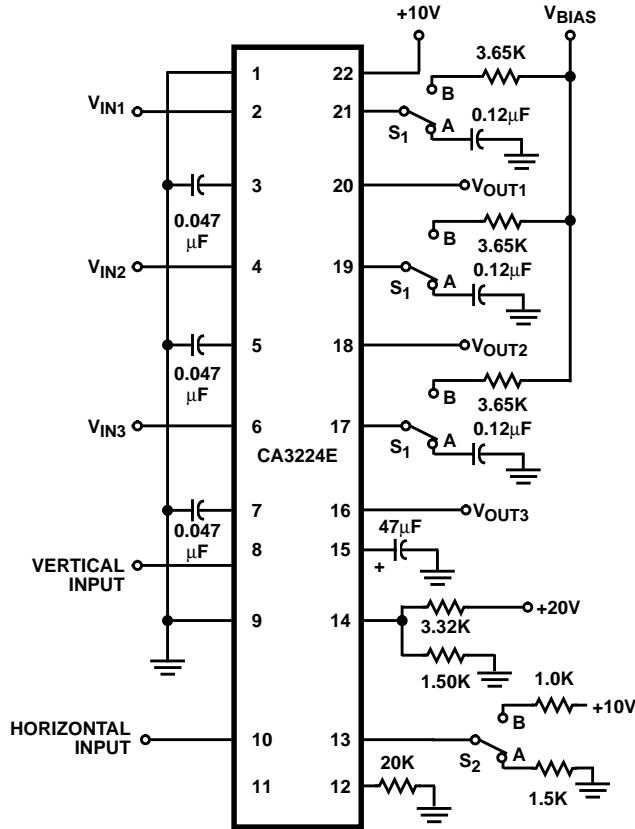 +10V
VBIAS
3.65K
1
22
B
VIN1
2
21
0.12µF
S1
A
3
20
VOUT1
0.047
µF
B
3.65K
VIN2
4
19
0.12µF
S1
A
5
18
VOUT2
0.047
µF
B
3.65K
VIN3
6
17
0.12µF
S1
A
CA3224E
7
16
VOUT3
0.047
µF
47µF
8
15
+
VERTICAL
INPUT
9
14
+20V
3.32K
1.50K
1.0K
B
+10V
HORIZONTAL
INPUT
10
13
A
S2
20K
1.5K
11
12